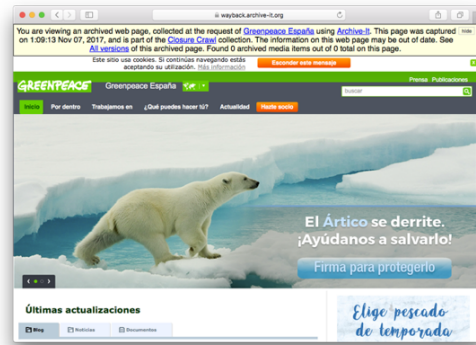 wayback.archive-it.org
You are viewing an archived web page, collected at the request of Greenpeace España using Archive-It. This page was captured hide
on 1:09:13 Nov 07, 2017, and is part of the Closure Crawl collection. The information on this web page may be out of date. See
All versions of this archived page. Found 0 archived media items out of 0 total on this page.
Este sitio usa cookies. Si continúas navegando estás
aceptando su utilización. Más información
Esconder este mensaje
Prensa Publicaciones
GREENPEACE Greenpeace España
buscar
Inicio Por dentro Trabajamos en ¿Qué puedes hacer tú? Actualidad Hazte socio
El Ártico se derrite.
¡Ayúdanos a salvarlo!
Firma para protegerlo
Últimas actualizaciones
Blog Noticias Documentos
Elige pescado
de temporada